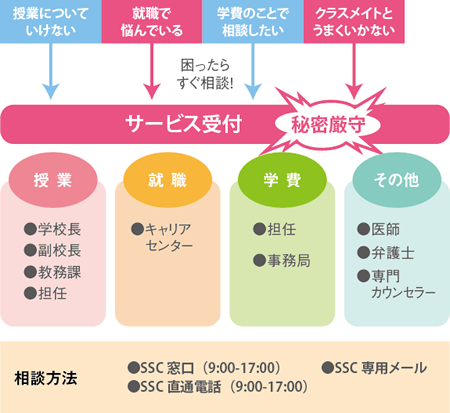 授業について
いけない
就職で
悩んでいる
学費のことで
相談したい
クラスメイトと
うまくいかない
困ったら
すぐ相談!
サービス受付
秘密厳守
授業
就職
学費
その他
●学校長
●副校長
●教務課
●担任
●キャリア
センター
●担任
●事務局
●医師
●弁護士
●専門
カウンセラー
相談方法
●SSC 窓口（9:00-17:00）
●SSC 専用メール
●SSC 直通電話（9:00-17:00）